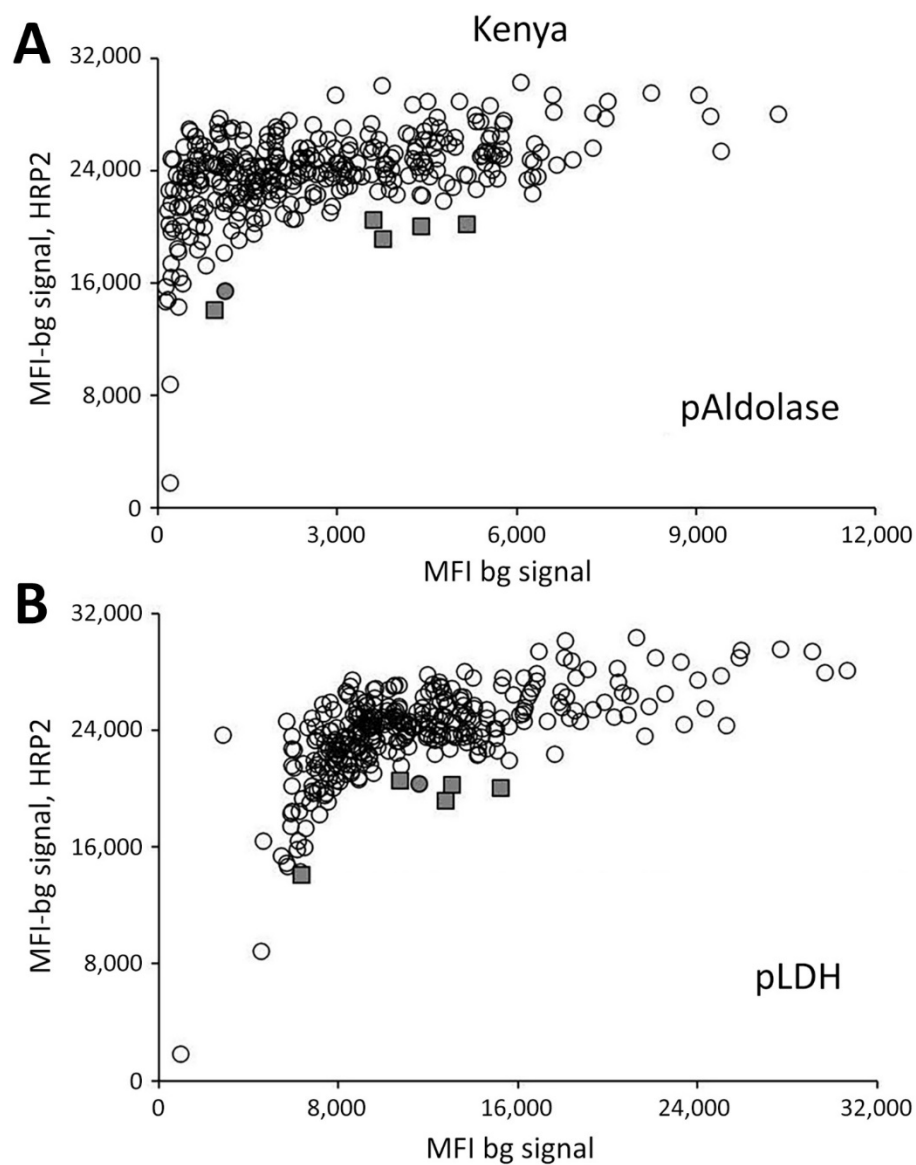 A
Kenya
32,000
24,000
16,000
8,000
0
MFI-bg signal, HRP2
pAldolase
0 3,000 6,000 9,000 12,000
MFI bg signal
B
32,000
24,000
16,000
8,000
0
MFI-bg signal, HRP2
pLDH
0 8,000 16,000 24,000 32,000
MFI bg signal